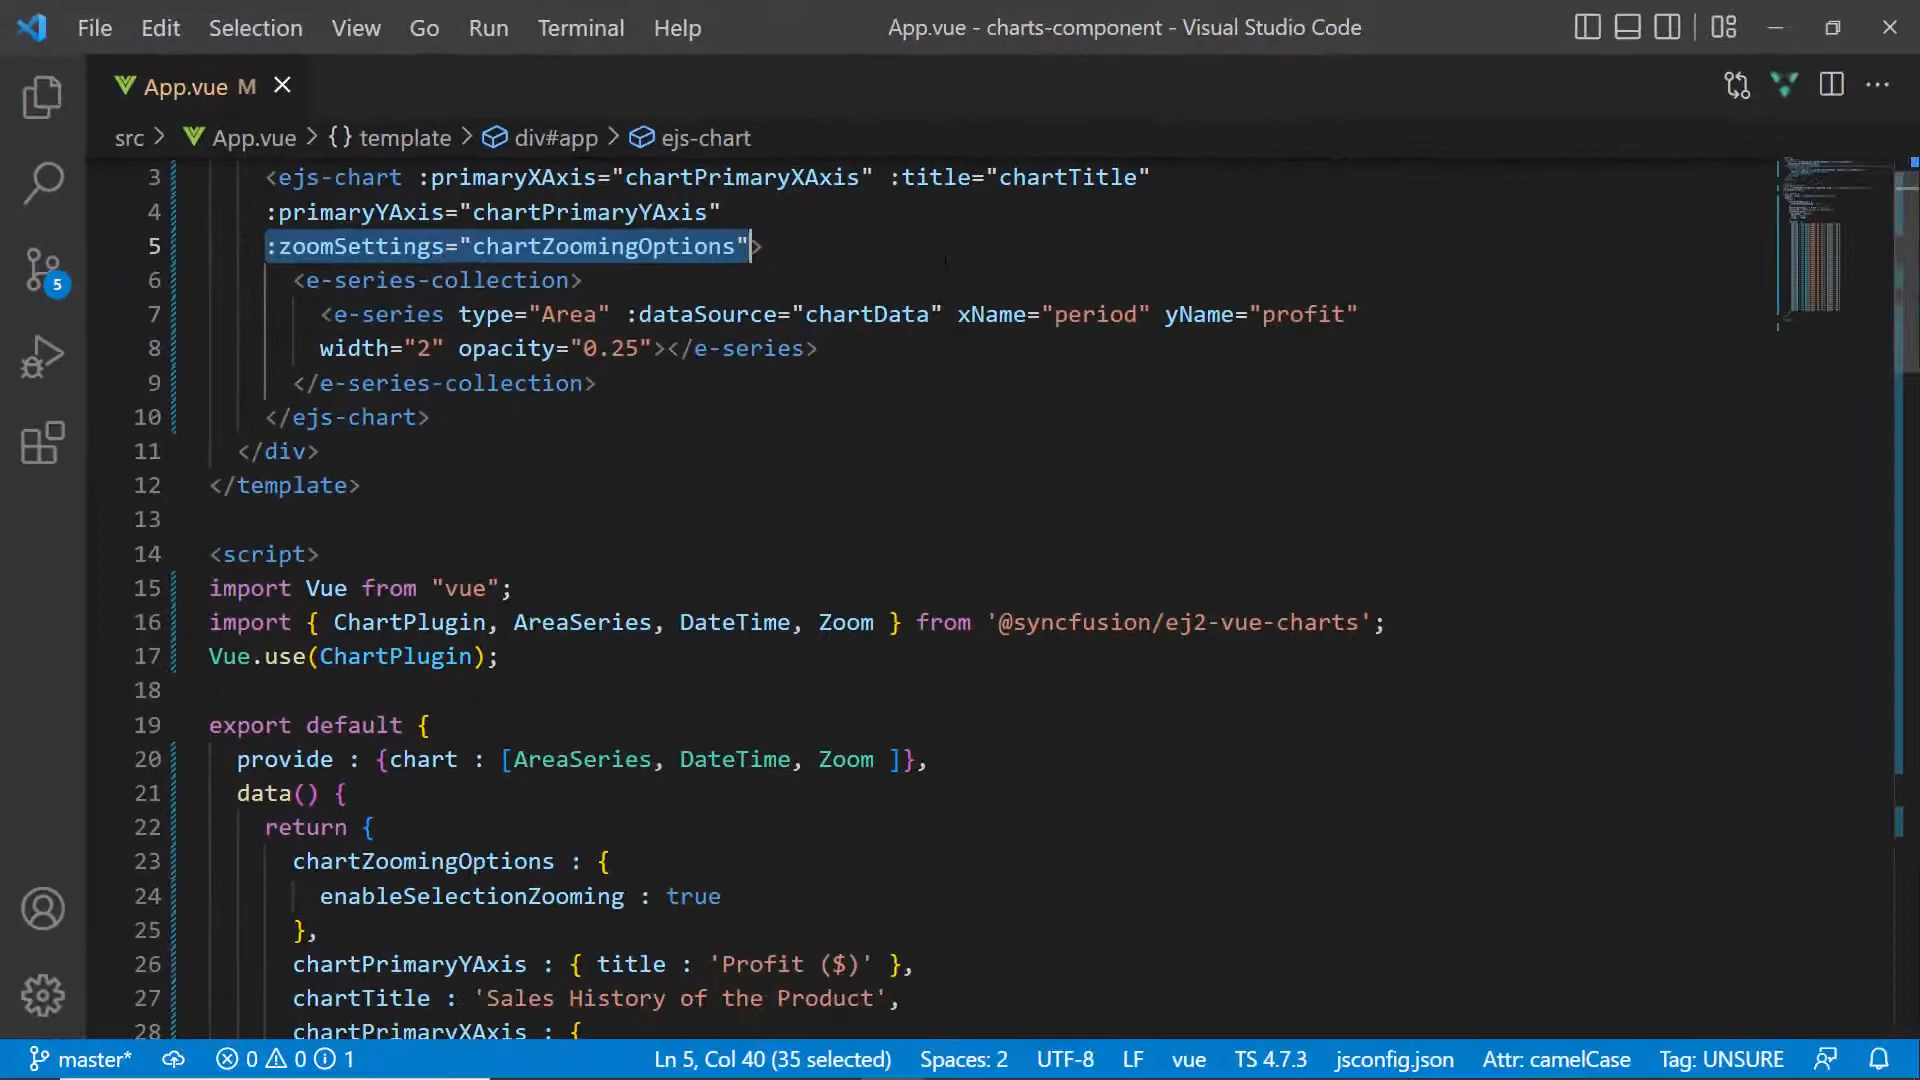 File Edit Selection View Go Run Terminal Help App.vue - charts-component - Visual Studio Code
App.vue M
src > App.vue > {} template > div#app > ejs-chart
3 <ejs-chart :primaryXAxis="chartPrimaryXAxis" :title="chartTitle"
4 :primaryYAxis="chartPrimaryYAxis"
5 :zoomSettings="chartZoomingOptions">
6 <e-series-collection>
7 <e-series type="Area" :dataSource="chartData" xName="period" yName="profit"
8 width="2" opacity="0.25"></e-series>
9 </e-series-collection>
10 </ejs-chart>
11 </div>
12 </template>
13
14 <script>
15 import Vue from "vue";
16 import { ChartPlugin, AreaSeries, DateTime, Zoom } from '@syncfusion/ej2-vue-charts';
17 Vue.use(ChartPlugin);
18
19 export default {
20 provide : {chart : [AreaSeries, DateTime, Zoom ]},
21 data() {
22 return {
23 chartZoomingOptions : {
24 enableSelectionZooming : true
25 },
26 chartPrimaryYAxis : { title : 'Profit ($)' },
27 chartTitle : 'Sales History of the Product',
28 chartPrimaryXAxis : {
5
master* 0 0 1 Ln 5, Col 40 (35 selected) Spaces: 2 UTF-8 LF vue TS 4.7.3 jsconfig.json Attr: camelCase Tag: UNSURE